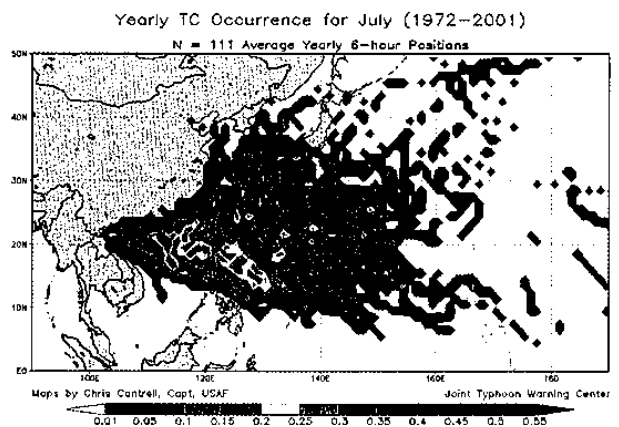 Yearly TC Occurrence for July (1972-2001)
N = 111 Average Yearly 6-hour Positions
50N
40N
30N
20N
10N
EQ
100E 120E 140E 160E 180
Maps by Chris Cantrell, Capt, USAF Joint Typhoon Warning Center
0.01 0.05 0.1 0.15 0.2 0.25 0.3 0.35 0.4 0.45 0.5 0.55